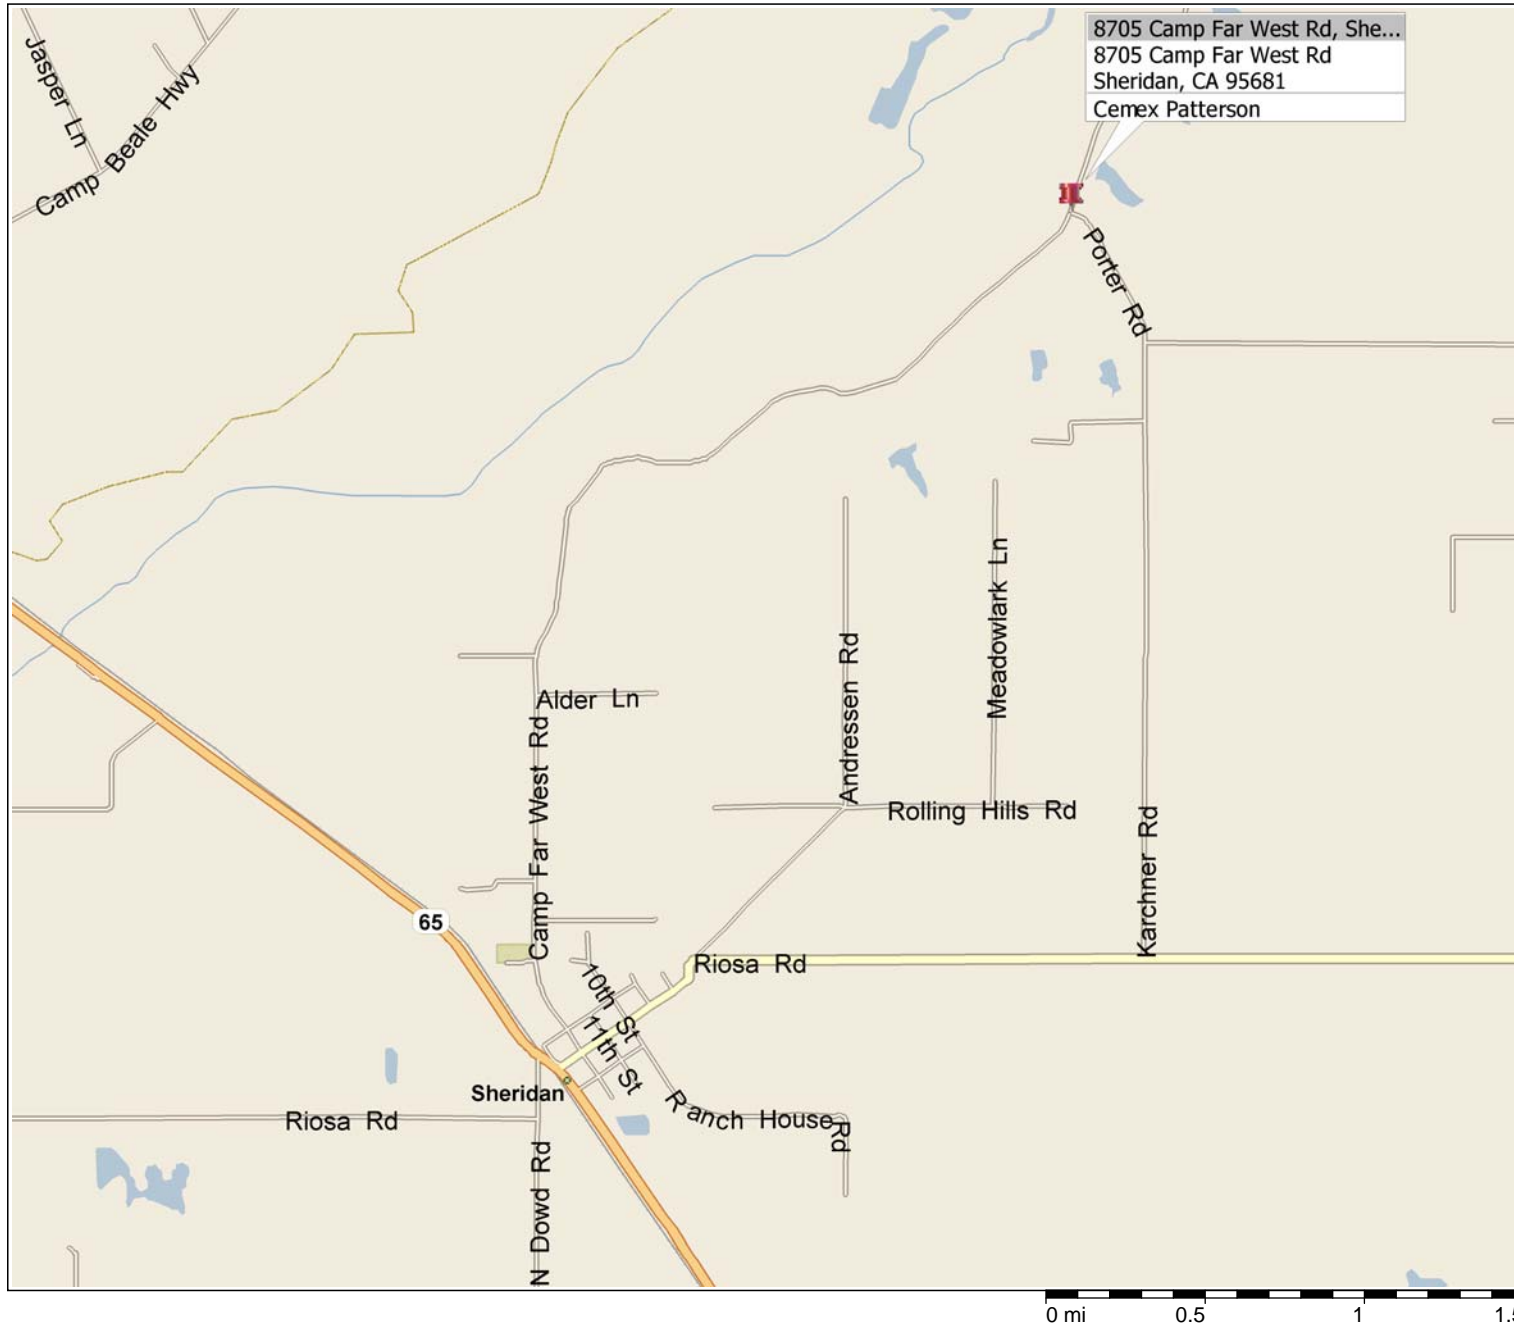 8705 Camp Far West Rd, She...
8705 Camp Far West Rd
Sheridan, CA 95681
Cemex Patterson
Jasper Ln
Camp Beale Hwy
Porter Rd
Meadowlark Ln
Andressen Rd
Alder Ln
Camp Far West Rd
Rolling Hills Rd
Karchner Rd
65
Riosa Rd
10th St
11th St
Sheridan
Ranch House Rd
Riosa Rd
N Dowd Rd
0 mi 0.5 1 1.5